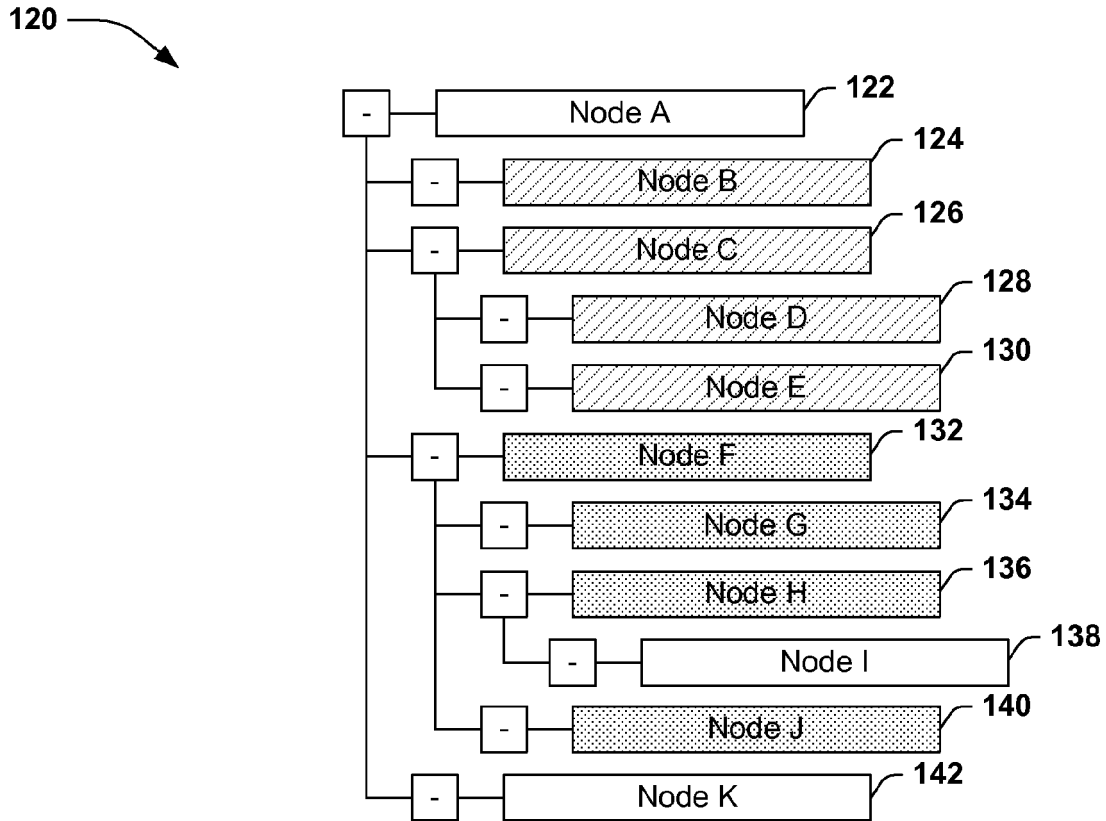 120
- Node A 122
- Node B 124
- Node C 126
- Node D 128
- Node E 130
- Node F 132
- Node G 134
- Node H 136
- Node I 138
- Node J 140
- Node K 142